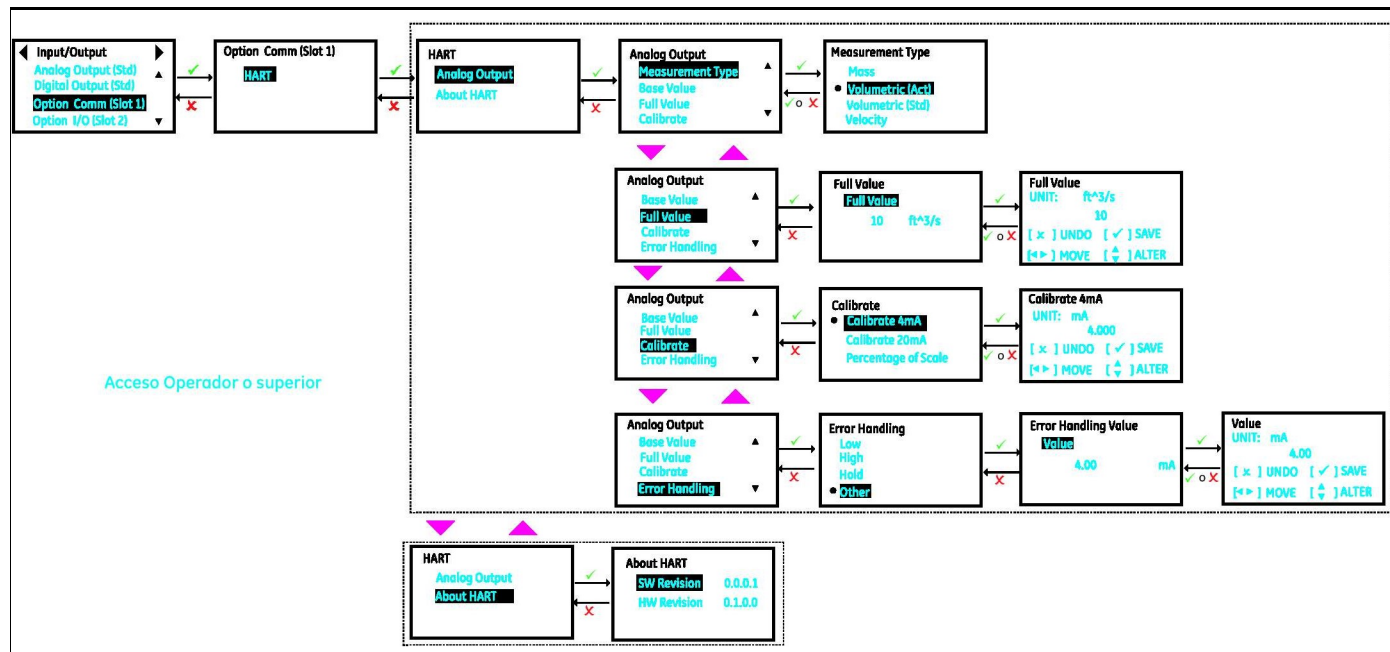 Input/Output
Analog Output (Std)
Digital Output (Std)
Option Comm (Slot 1)
Option I/O (Slot 2)
Option Comm (Slot 1)
HART
HART
Analog Output
About HART
Analog Output
Measurement Type
Base Value
Full Value
Calibrate
Measurement Type
Mass
Volumetric (Act)
Volumetric (Std)
Velocity
o
Analog Output
Base Value
Full Value
Calibrate
Error Handling
Full Value
Full Value
10 ft^3/s
o
Full Value
UNIT: ft^3/s
10
[ x ] UNDO [ ✓ ] SAVE
[◄►] MOVE [▲▼] ALTER
Analog Output
Base Value
Full Value
Calibrate
Error Handling
Calibrate
Calibrate 4mA
Calibrate 20mA
Percentage of Scale
o
Calibrate 4mA
UNIT: mA
4.000
[ x ] UNDO [ ✓ ] SAVE
[◄►] MOVE [▲▼] ALTER
Acceso Operador o superior
Analog Output
Base Value
Full Value
Calibrate
Error Handling
Error Handling
Low
High
Hold
Other
Error Handling Value
Value
4.00 mA
o
Value
UNIT: mA
4.00
[ x ] UNDO [ ✓ ] SAVE
[◄►] MOVE [▲▼] ALTER
HART
Analog Output
About HART
About HART
SW Revision 0.0.0.1
HW Revision 0.1.0.0